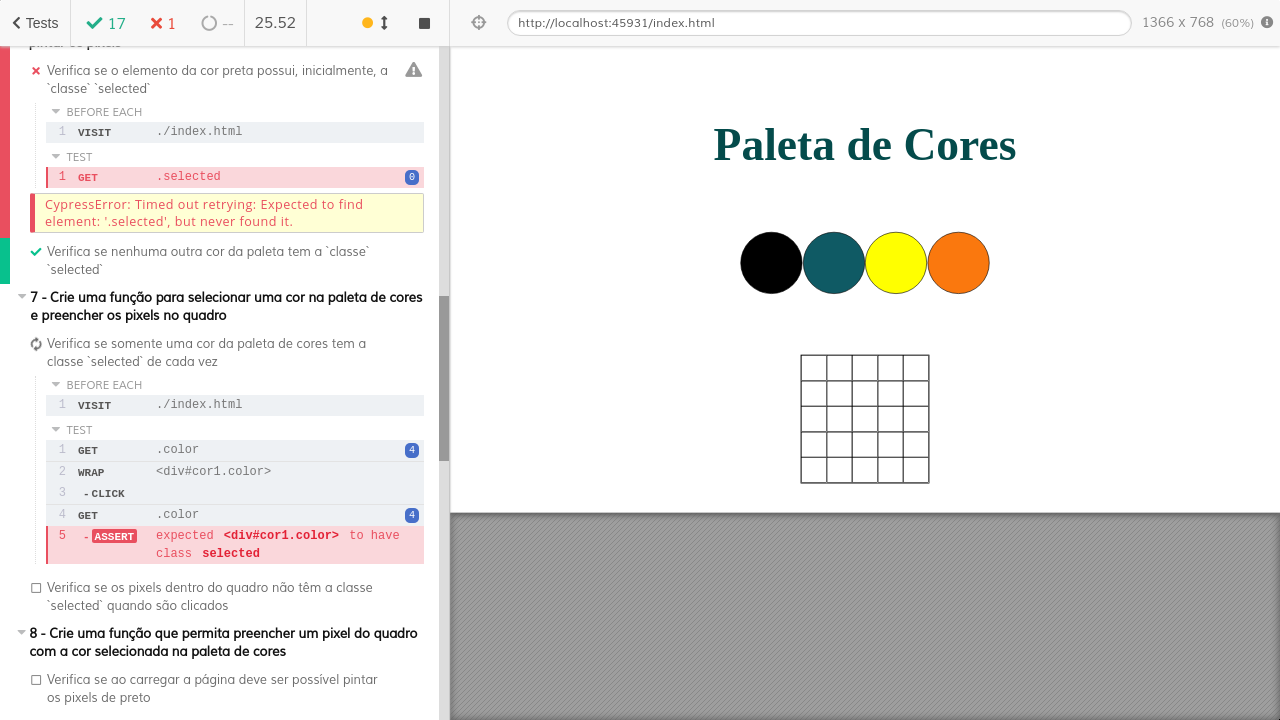 Tests
17
1
--
25.52
http://localhost:45931/index.html
1366 x 768 (60%)
pintar os pixels
Verifica se o elemento da cor preta possui, inicialmente, a
`classe` `selected`
BEFORE EACH
1 VISIT ./index.html
TEST
1 GET .selected 0
CypressError: Timed out retrying: Expected to find
element: '.selected', but never found it.
Verifica se nenhuma outra cor da paleta tem a `classe`
`selected`
7 - Crie uma função para selecionar uma cor na paleta de cores
e preencher os pixels no quadro
Verifica se somente uma cor da paleta de cores tem a
classe `selected` de cada vez
BEFORE EACH
1 VISIT ./index.html
TEST
1 GET .color 4
2 WRAP <div#cor1.color>
3 -CLICK
4 GET .color 4
5 -ASSERT expected <div#cor1.color> to have
class selected
Verifica se os pixels dentro do quadro não têm a classe
`selected` quando são clicados
8 - Crie uma função que permita preencher um pixel do quadro
com a cor selecionada na paleta de cores
Verifica se ao carregar a página deve ser possível pintar
os pixels de preto
Paleta de Cores